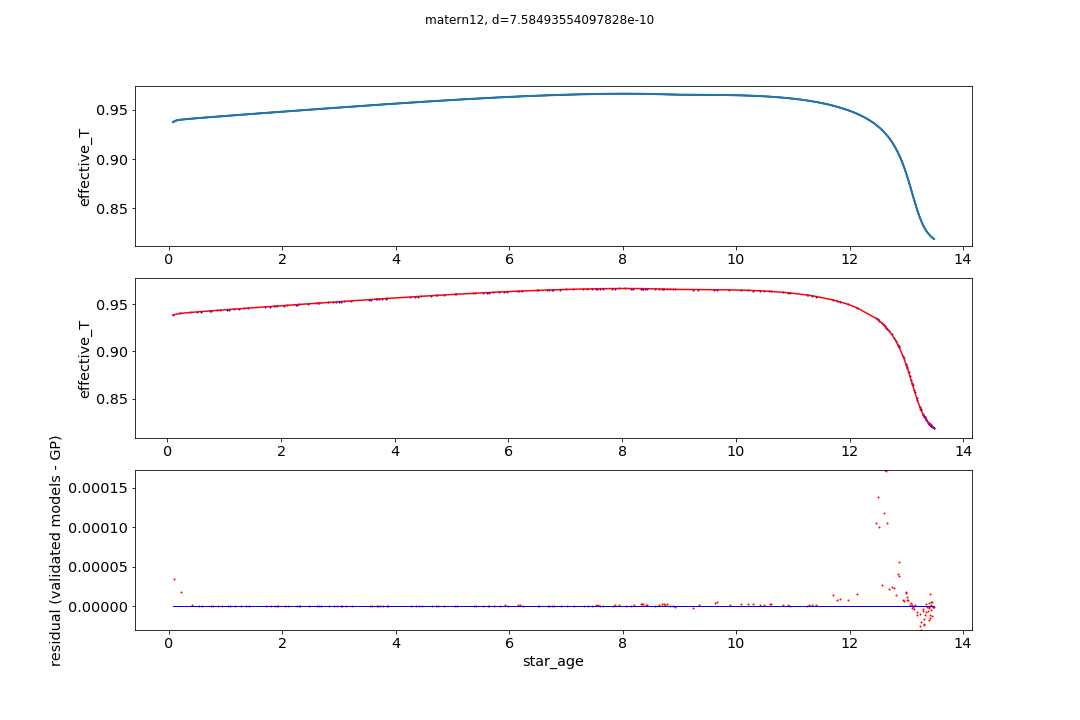 matern12, d=7.58493554097828e-10
effective_T
0.95
0.90
0.85
0 2 4 6 8 10 12 14
effective_T
0.95
0.90
0.85
0 2 4 6 8 10 12 14
residual (validated models - GP)
0.00015
0.00010
0.00005
0.00000
0 2 4 6 8 10 12 14
star_age